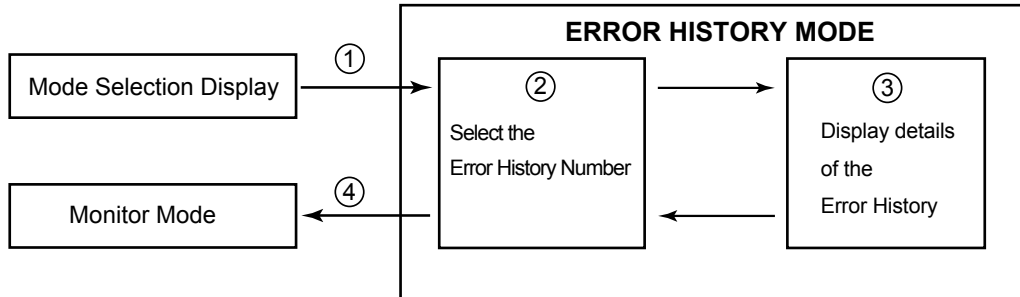 ERROR HISTORY MODE
①
Mode Selection Display
②
Select the
Error History Number
③
Display details
of the
Error History
④
Monitor Mode